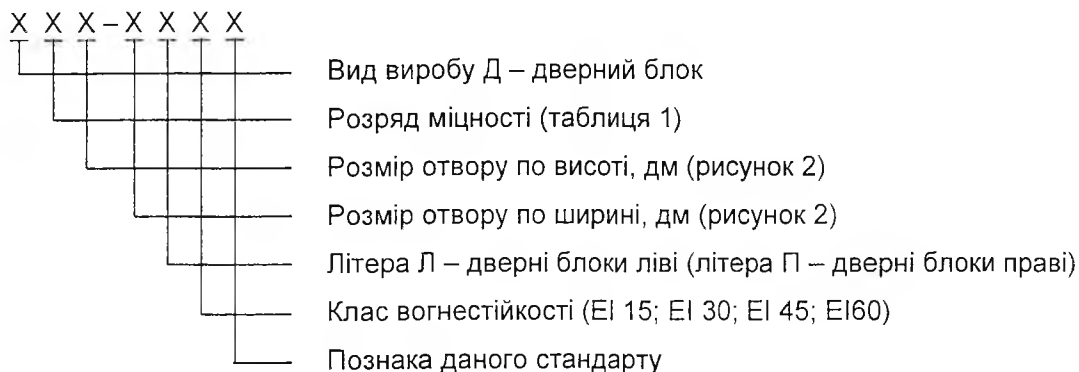 X X X – X X X X
Вид виробу Д – дверний блок
Розряд міцності (таблиця 1)
Розмір отвору по висоті, дм (рисунок 2)
Розмір отвору по ширині, дм (рисунок 2)
Літера Л – дверні блоки ліві (літера П – дверні блоки праві)
Клас вогнестійкості (ЕІ 15; ЕІ 30; ЕІ 45; ЕІ60)
Познака даного стандарту